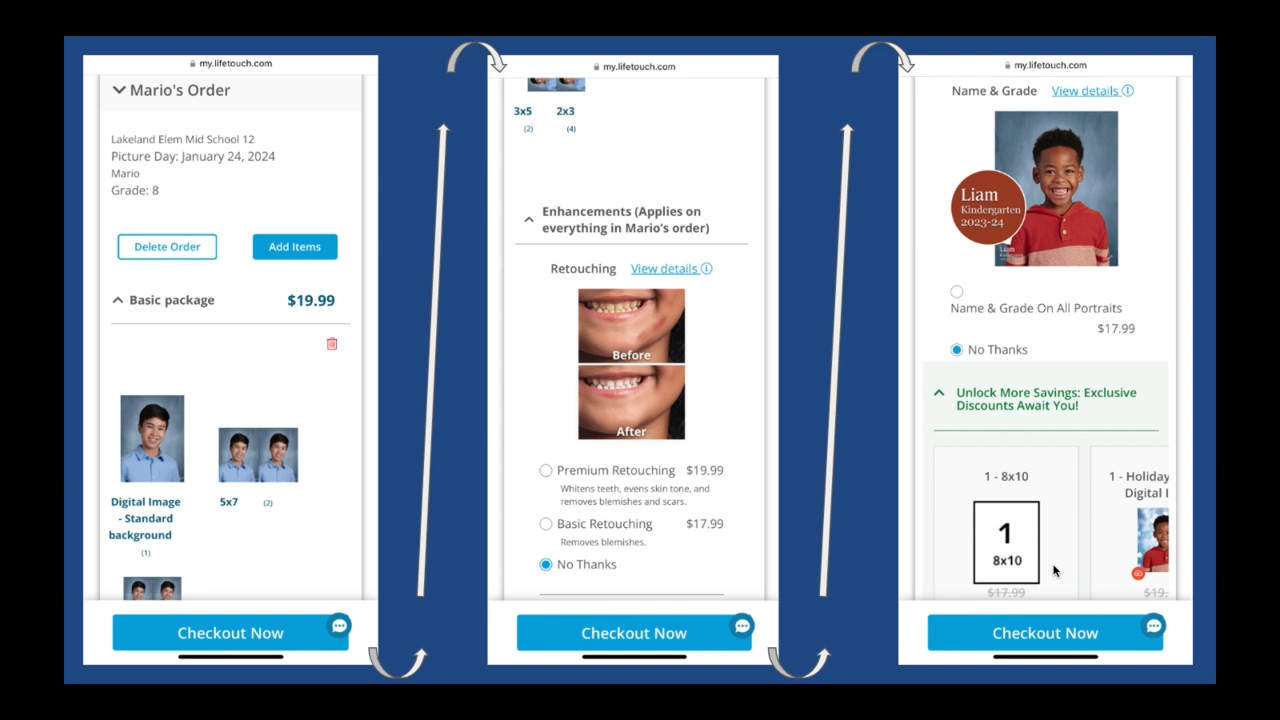 my.lifetouch.com
Mario's Order
Lakeland Elem Mid School 12
Picture Day: January 24, 2024
Mario
Grade: 8
Delete Order
Add Items
Basic package $19.99
Digital Image
- Standard
background
(1)
5x7 (2)
Checkout Now
my.lifetouch.com
3x5 2x3
(2) (4)
Enhancements (Applies on
everything in Mario's order)
Retouching View details
Before
After
Premium Retouching $19.99
Whitens teeth, evens skin tone, and
removes blemishes and scars.
Basic Retouching $17.99
Removes blemishes.
No Thanks
Checkout Now
my.lifetouch.com
Name & Grade View details
Liam
Kindergarten
2023-24
Liam
Name & Grade On All Portraits
$17.99
No Thanks
Unlock More Savings: Exclusive
Discounts Await You!
1 - 8x10
1
8x10
$17.99
1 - Holiday
Digital I
$19.
Checkout Now